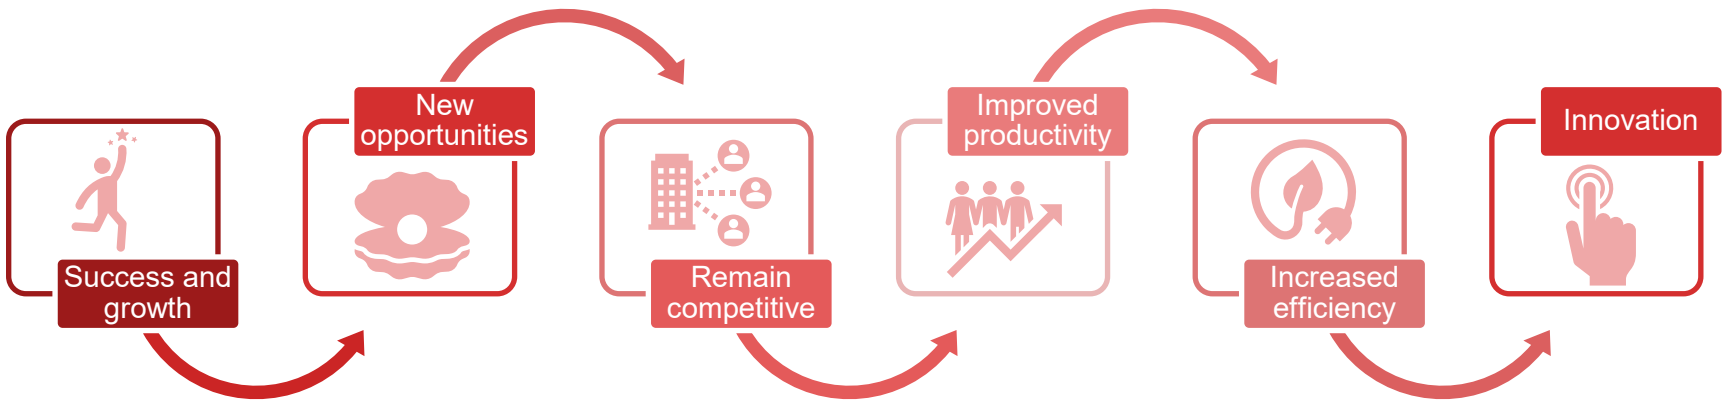 Success and
growth
New
opportunities
Remain
competitive
Improved
productivity
Increased
efficiency
Innovation